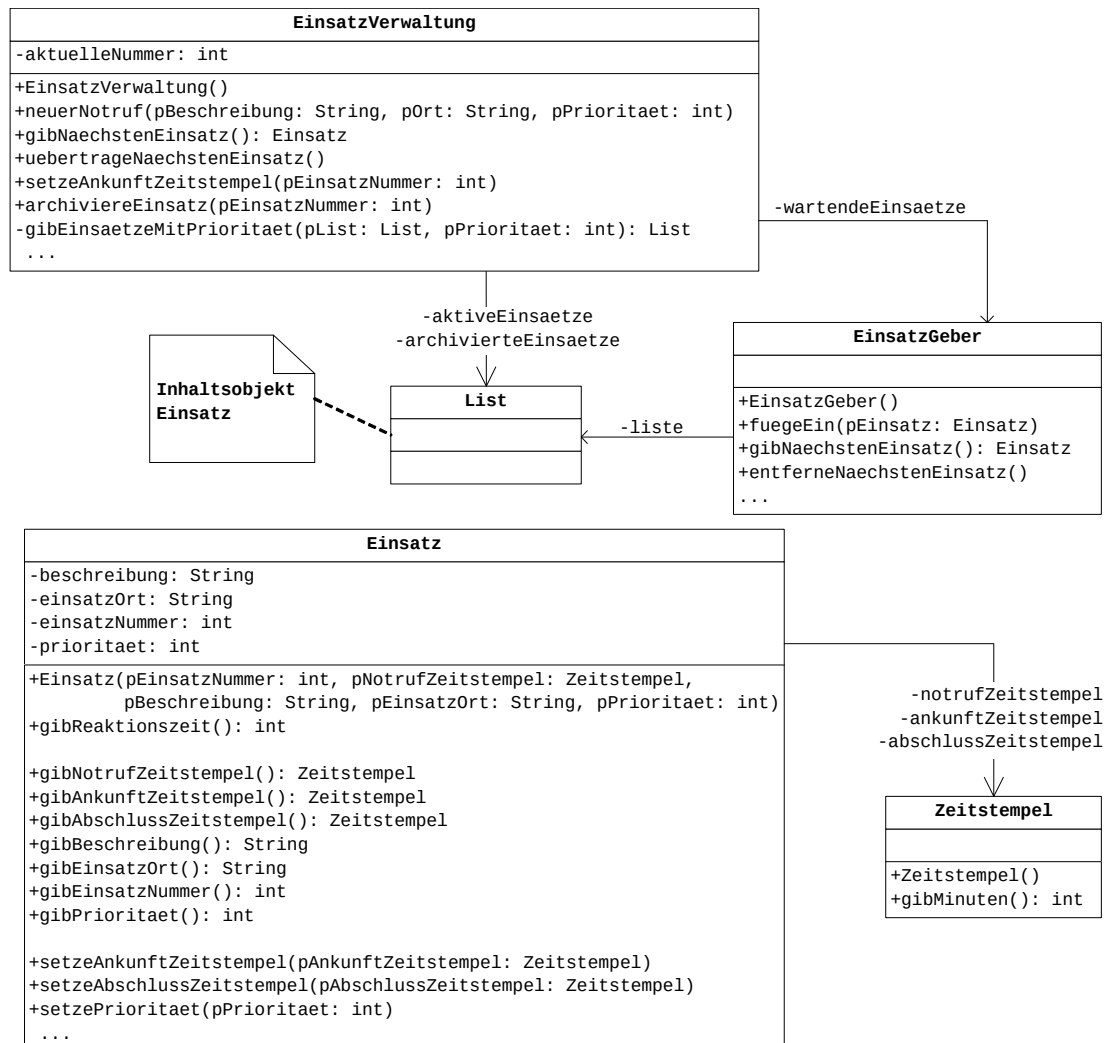 EinsatzVerwaltung
-aktuelleNummer: int
+EinsatzVerwaltung()
+neuerNotruf(pBeschreibung: String, pOrt: String, pPrioritaet: int)
+gibNaechstenEinsatz(): Einsatz
+uebertrageNaechstenEinsatz()
+setzeAnkunftZeitstempel(pEinsatzNummer: int)
+archiviereEinsatz(pEinsatzNummer: int)
-gibEinsaetzeMitPrioritaet(pList: List, pPrioritaet: int): List
...
-wartendeEinsaetze
-aktiveEinsaetze
-archivierteEinsaetze
Inhaltsobjekt
Einsatz
List
-liste
EinsatzGeber
+EinsatzGeber()
+fuegeEin(pEinsatz: Einsatz)
+gibNaechstenEinsatz(): Einsatz
+entferneNaechstenEinsatz()
...
Einsatz
-beschreibung: String
-einsatzOrt: String
-einsatzNummer: int
-prioritaet: int
+Einsatz(pEinsatzNummer: int, pNotrufZeitstempel: Zeitstempel,
pBeschreibung: String, pEinsatzOrt: String, pPrioritaet: int)
+gibReaktionszeit(): int
+gibNotrufZeitstempel(): Zeitstempel
+gibAnkunftZeitstempel(): Zeitstempel
+gibAbschlussZeitstempel(): Zeitstempel
+gibBeschreibung(): String
+gibEinsatzOrt(): String
+gibEinsatzNummer(): int
+gibPrioritaet(): int
+setzeAnkunftZeitstempel(pAnkunftZeitstempel: Zeitstempel)
+setzeAbschlussZeitstempel(pAbschlussZeitstempel: Zeitstempel)
+setzePrioritaet(pPrioritaet: int)
...
-notrufZeitstempel
-ankunftZeitstempel
-abschlussZeitstempel
Zeitstempel
+Zeitstempel()
+gibMinuten(): int